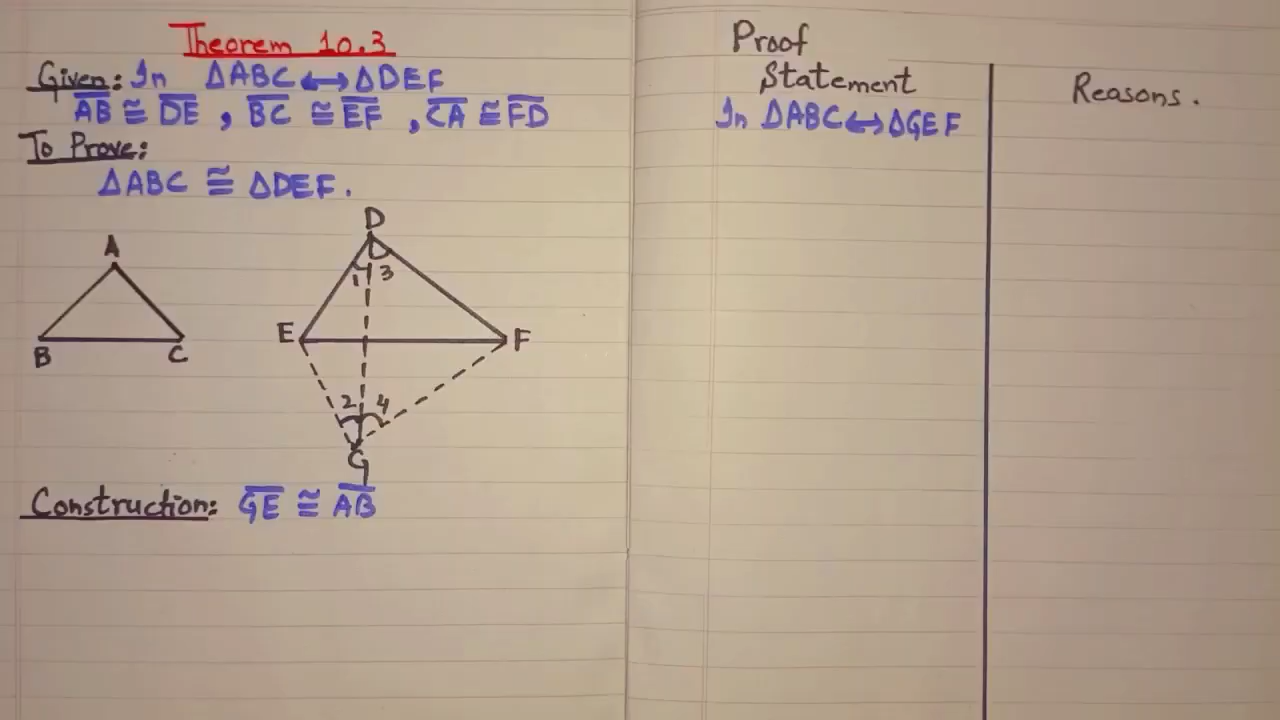 Theorem 10.3
Given: In ΔABC ↔ ΔDEF
AB ≅ DE , BC ≅ EF , CA ≅ FD
To Prove:
ΔABC ≅ ΔDEF.
A
B
C
D
1 3
E
F
2 4
G
Construction: GE ≅ AB
Proof
Statement
Reasons.
In ΔABC ↔ ΔGEF